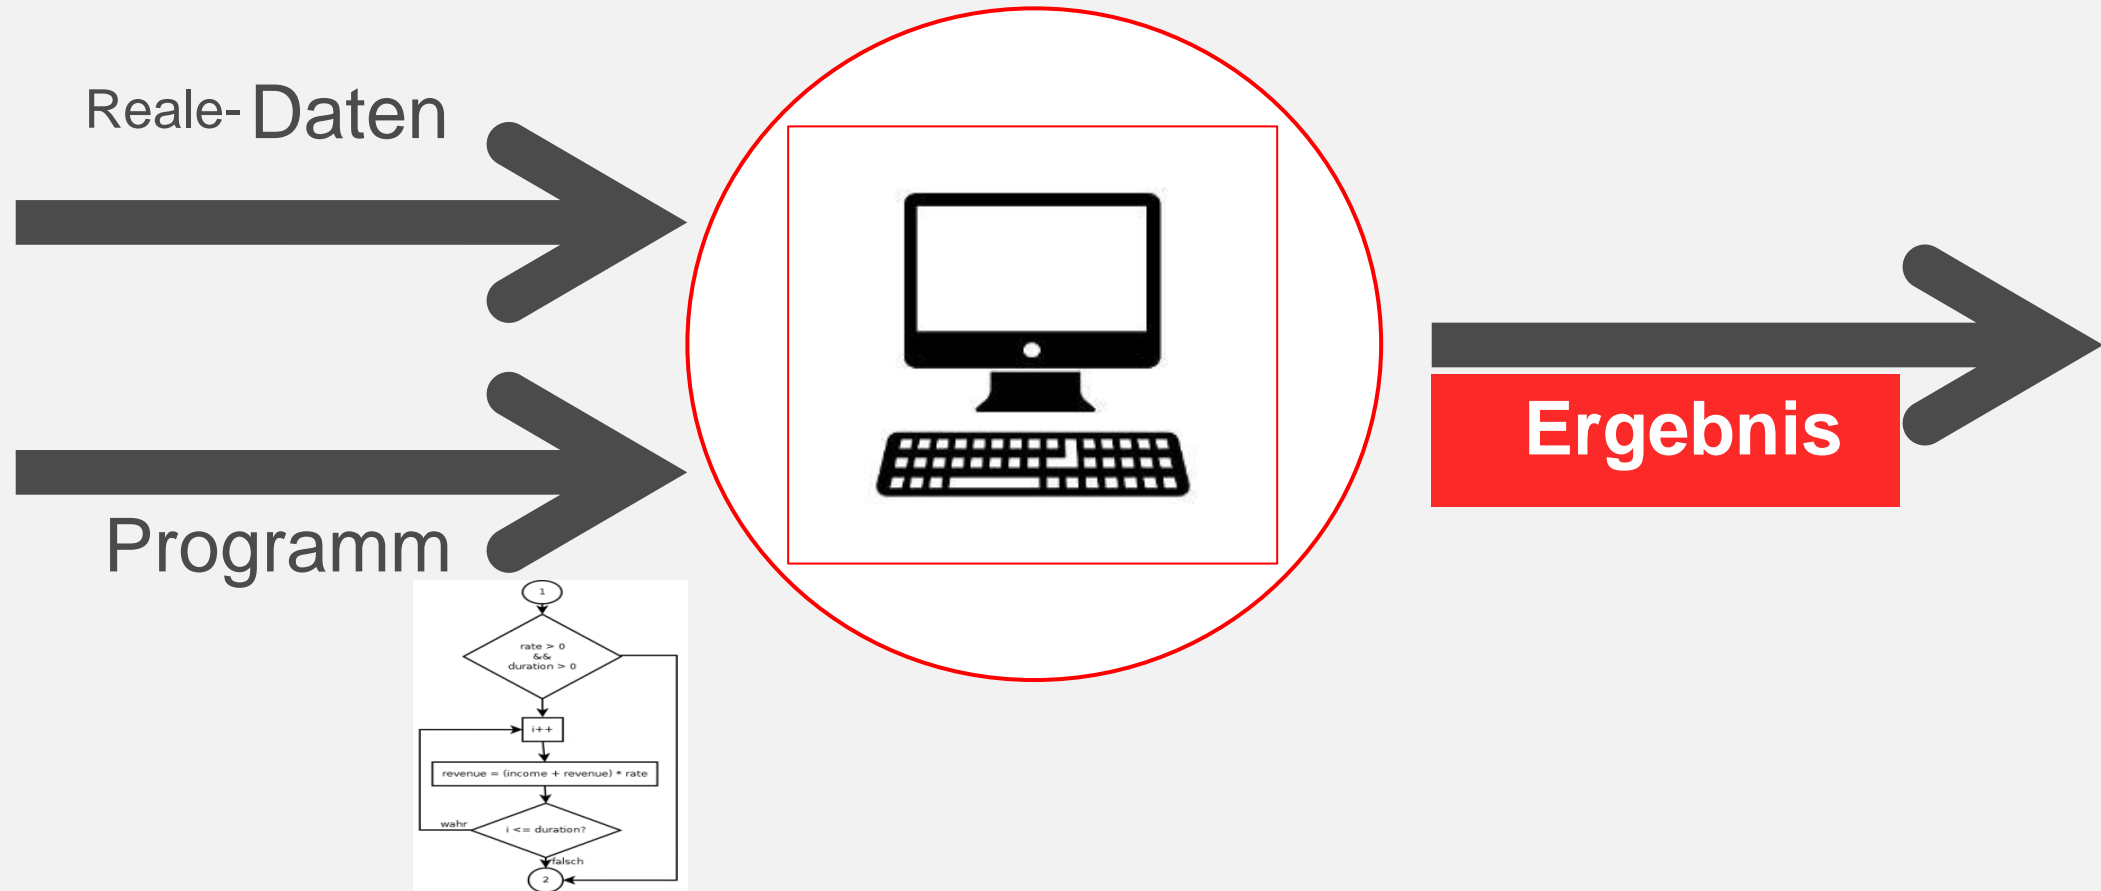 Reale- Daten
Programm
Ergebnis
1
rate > 0
&&
duration > 0
i++
revenue = (income + revenue) * rate
wahr
i <= duration?
falsch
2